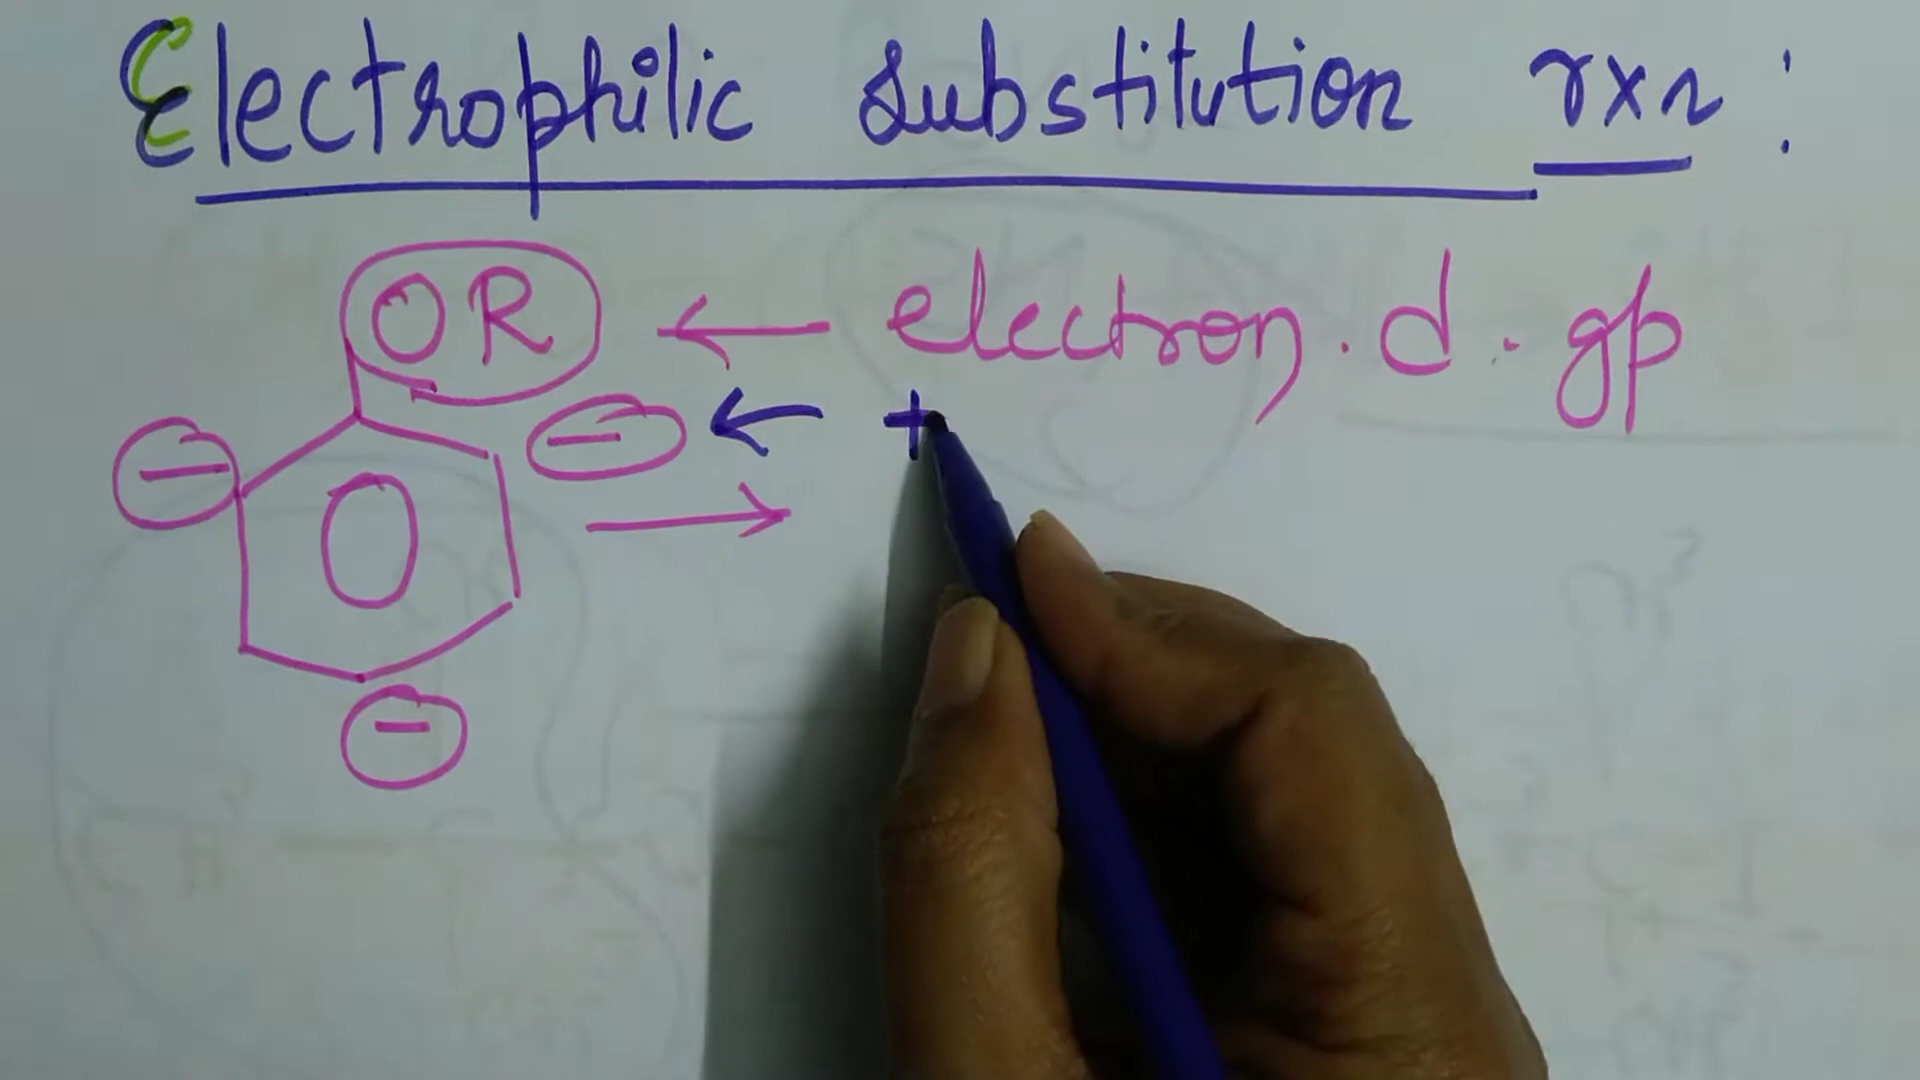 Electrophilic substitution rxn :
OR ← electron. d. gp
− − ← +
→
−